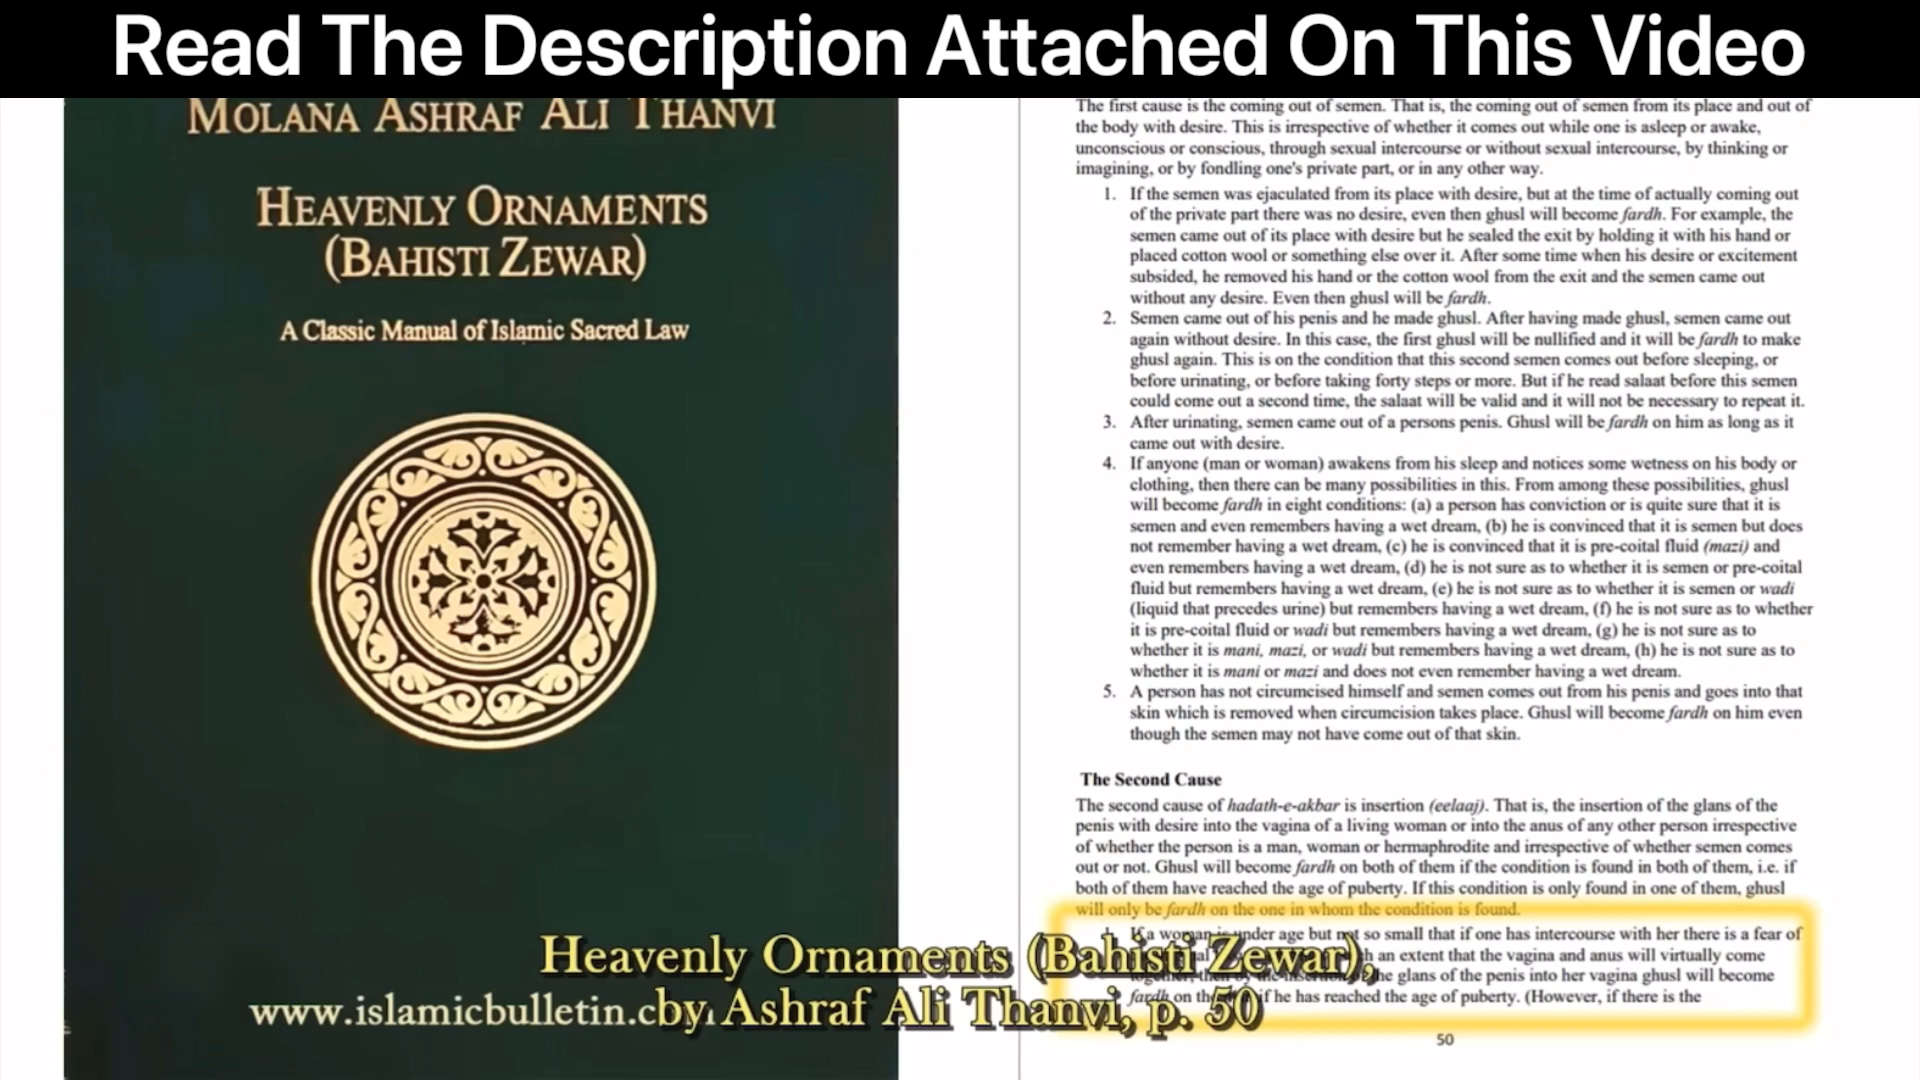 Read The Description Attached On This Video
MOLANA ASHRAF ALI THANVI
HEAVENLY ORNAMENTS
(BAHISTI ZEWAR)
A Classic Manual of Islamic Sacred Law
www.islamicbulletin.c
The first cause is the coming out of semen. That is, the coming out of semen from its place and out of
the body with desire. This is irrespective of whether it comes out while one is asleep or awake,
unconscious or conscious, through sexual intercourse or without sexual intercourse, by thinking or
imagining, or by fondling one's private part, or in any other way.
1. If the semen was ejaculated from its place with desire, but at the time of actually coming out
of the private part there was no desire, even then ghusl will become fardh. For example, the
semen came out of its place with desire but he sealed the exit by holding it with his hand or
placed cotton wool or something else over it. After some time when his desire or excitement
subsided, he removed his hand or the cotton wool from the exit and the semen came out
without any desire. Even then ghusl will be fardh.
2. Semen came out of his penis and he made ghusl. After having made ghusl, semen came out
again without desire. In this case, the first ghusl will be nullified and it will be fardh to make
ghusl again. This is on the condition that this second semen comes out before sleeping, or
before urinating, or before taking forty steps or more. But if he read salaat before this semen
could come out a second time, the salaat will be valid and it will not be necessary to repeat it.
3. After urinating, semen came out of a persons penis. Ghusl will be fardh on him as long as it
came out with desire.
4. If anyone (man or woman) awakens from his sleep and notices some wetness on his body or
clothing, then there can be many possibilities in this. From among these possibilities, ghusl
will become fardh in eight conditions: (a) a person has conviction or is quite sure that it is
semen and even remembers having a wet dream, (b) he is convinced that it is semen but does
not remember having a wet dream, (c) he is convinced that it is pre-coital fluid (mazi) and
even remembers having a wet dream, (d) he is not sure as to whether it is semen or pre-coital
fluid but remembers having a wet dream, (e) he is not sure as to whether it is semen or wadi
(liquid that precedes urine) but remembers having a wet dream, (f) he is not sure as to whether
it is pre-coital fluid or wadi but remembers having a wet dream, (g) he is not sure as to
whether it is mani, mazi, or wadi but remembers having a wet dream, (h) he is not sure as to
whether it is mani or mazi and does not even remember having a wet dream.
5. A person has not circumcised himself and semen comes out from his penis and goes into that
skin which is removed when circumcision takes place. Ghusl will become fardh on him even
though the semen may not have come out of that skin.
The Second Cause
The second cause of hadath-e-akbar is insertion (eelaaj). That is, the insertion of the glans of the
penis with desire into the vagina of a living woman or into the anus of any other person irrespective
of whether the person is a man, woman or hermaphrodite and irrespective of whether semen comes
out or not. Ghusl will become fardh on both of them if the condition is found in both of them, i.e. if
both of them have reached the age of puberty. If this condition is only found in one of them, ghusl
will only be fardh on the one in whom the condition is found.
If a woman is under age but not so small that if one has intercourse with her there is a fear of
an extent that the vagina and anus will virtually come
the glans of the penis into her vagina ghusl will become
fardh on if he has reached the age of puberty. (However, if there is the
50
Heavenly Ornaments (Bahisti Zewar),
by Ashraf Ali Thanvi, p. 50